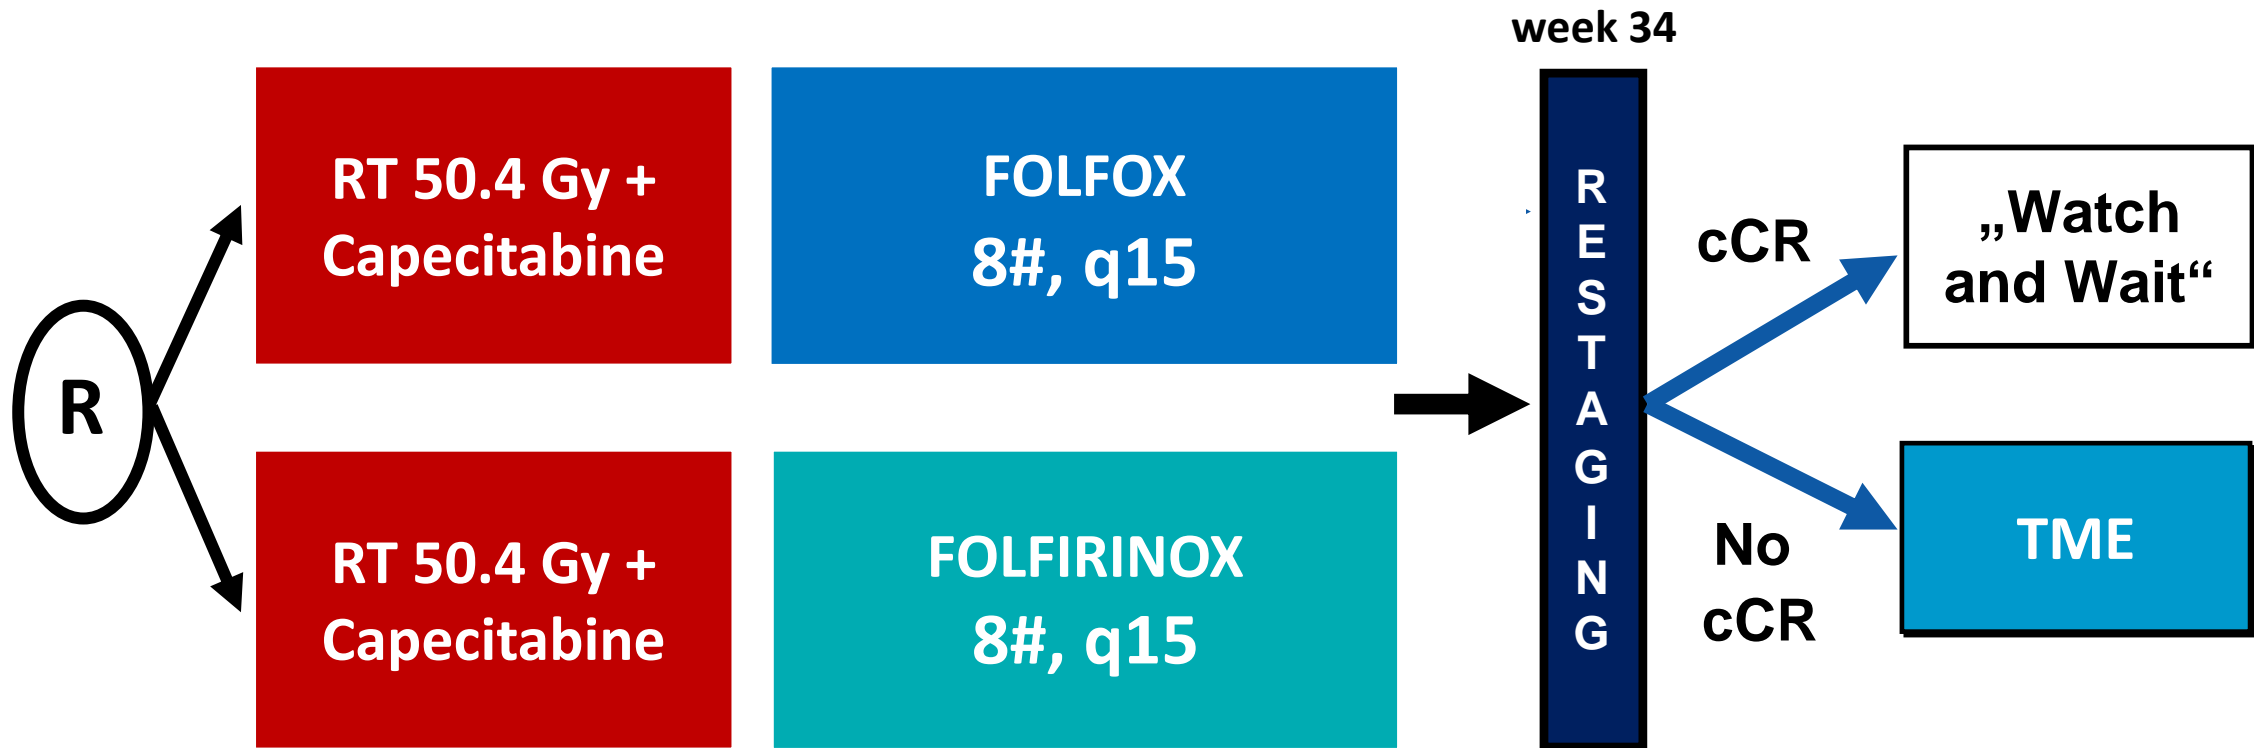 week 34
R
RT 50.4 Gy +
Capecitabine
FOLFOX
8#, q15
RT 50.4 Gy +
Capecitabine
FOLFIRINOX
8#, q15
R
E
S
T
A
G
I
N
G
cCR
„Watch
and Wait“
No
cCR
TME